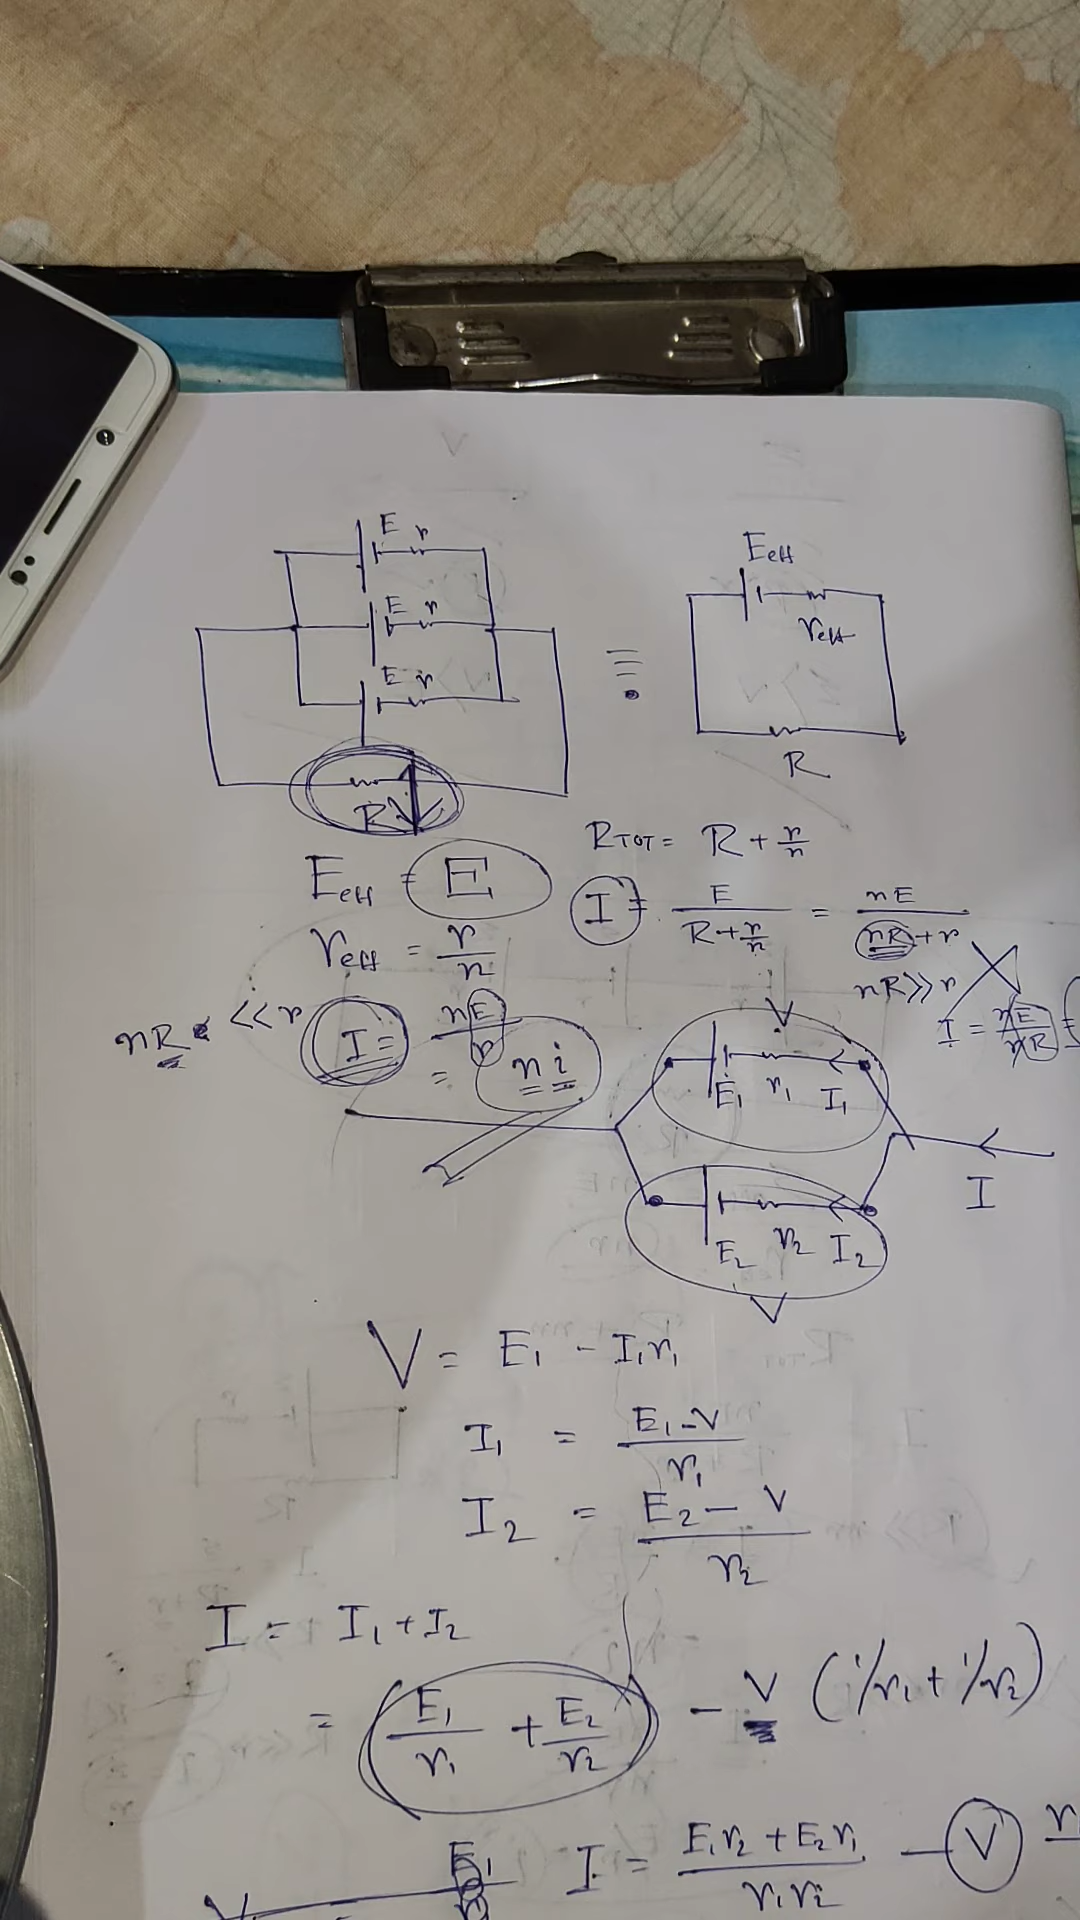 E r
E r
E r
R
Eeff reff
R
Eeff = E
reff = r/n
RTOT = R + r/n
I = E/(R + r/n) = nE/(nR + r)
nR >> r
I = nE/nR =
nR << r I = nE/r
= n i
V
E1 r1 I1
I
E2 r2 I2
V
V = E1 - I1r1
I1 = (E1 - V)/r1
I2 = (E2 - V)/r2
I = I1 + I2
= E1/r1 + E2/r2 - V (1/r1 + 1/r2)
I = (E1r2 + E2r1)/r1r2 - V